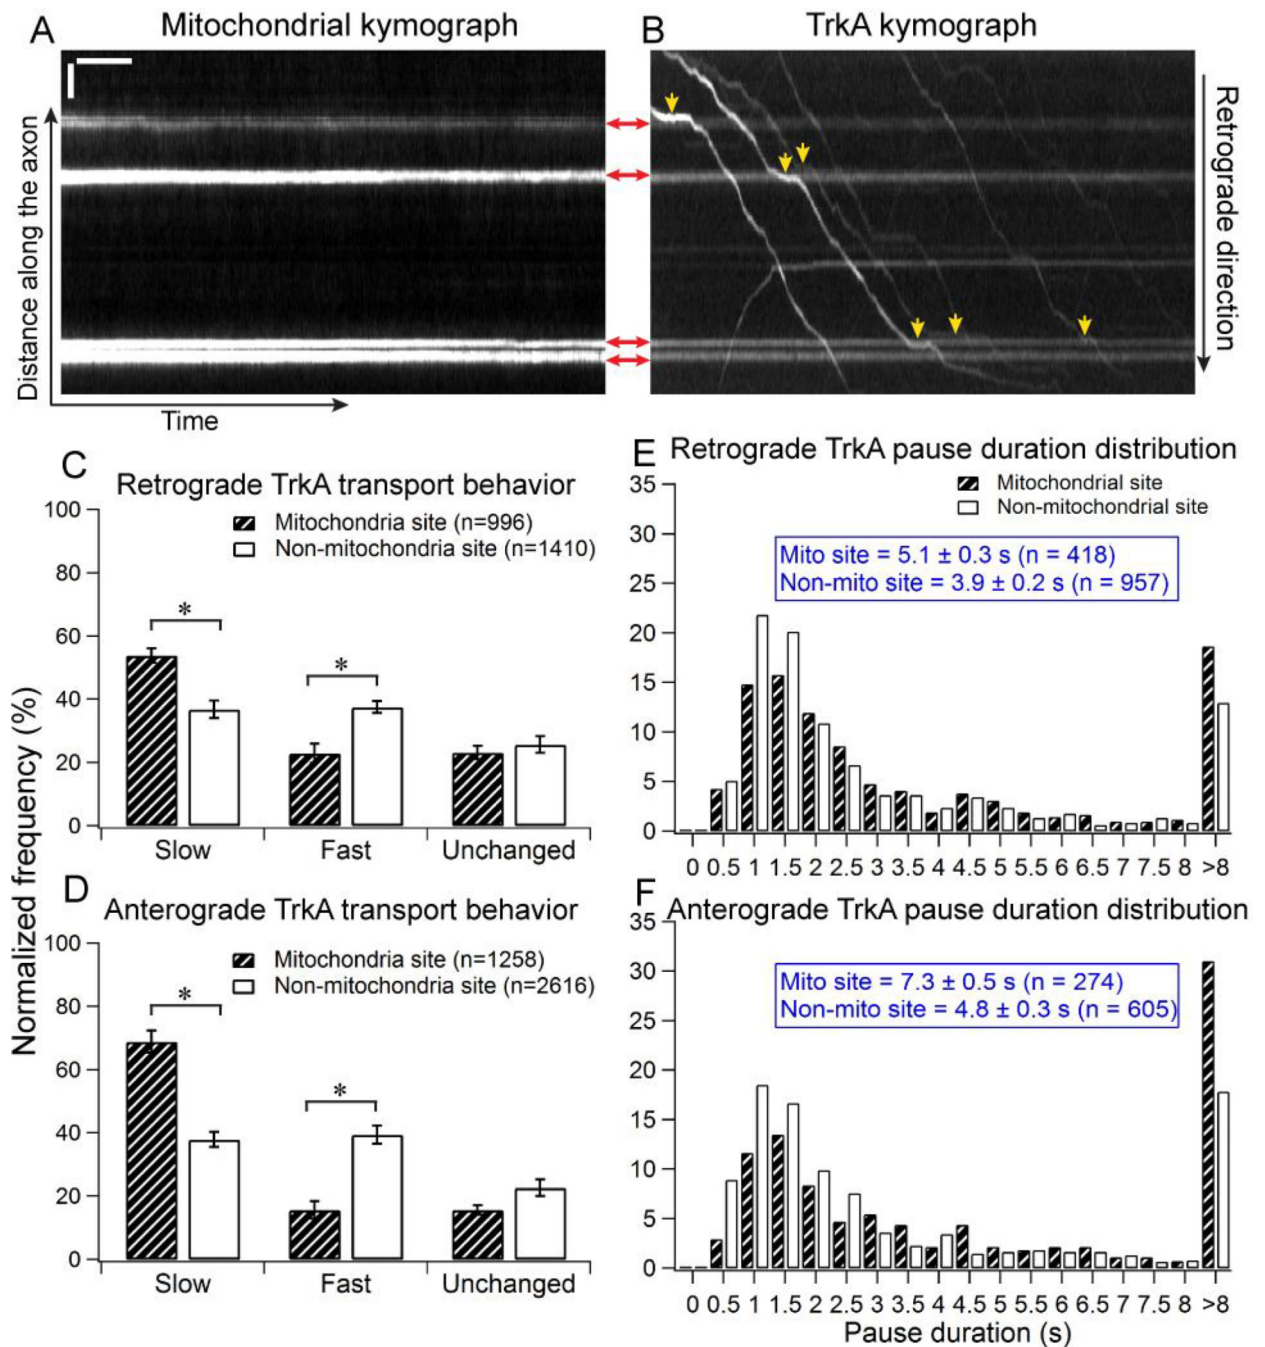 A
Mitochondrial kymograph
Distance along the axon
Time
B
TrkA kymograph
Retrograde direction
Normalized frequency (%)
C
Retrograde TrkA transport behavior
Mitochondria site (n=996)
Non-mitochondria site (n=1410)
100
80
60
40
20
0
*
*
Slow
Fast
Unchanged
D
Anterograde TrkA transport behavior
Mitochondria site (n=1258)
Non-mitochondria site (n=2616)
100
80
60
40
20
0
*
*
Slow
Fast
Unchanged
E
Retrograde TrkA pause duration distribution
Mitochondrial site
Non-mitochondrial site
Mito site = 5.1 ± 0.3 s (n = 418)
Non-mito site = 3.9 ± 0.2 s (n = 957)
35
30
25
20
15
10
5
0
0 0.5 1 1.5 2 2.5 3 3.5 4 4.5 5 5.5 6 6.5 7 7.5 8 >8
F
Anterograde TrkA pause duration distribution
Mito site = 7.3 ± 0.5 s (n = 274)
Non-mito site = 4.8 ± 0.3 s (n = 605)
35
30
25
20
15
10
5
0
0 0.5 1 1.5 2 2.5 3 3.5 4 4.5 5 5.5 6 6.5 7 7.5 8 >8
Pause duration (s)